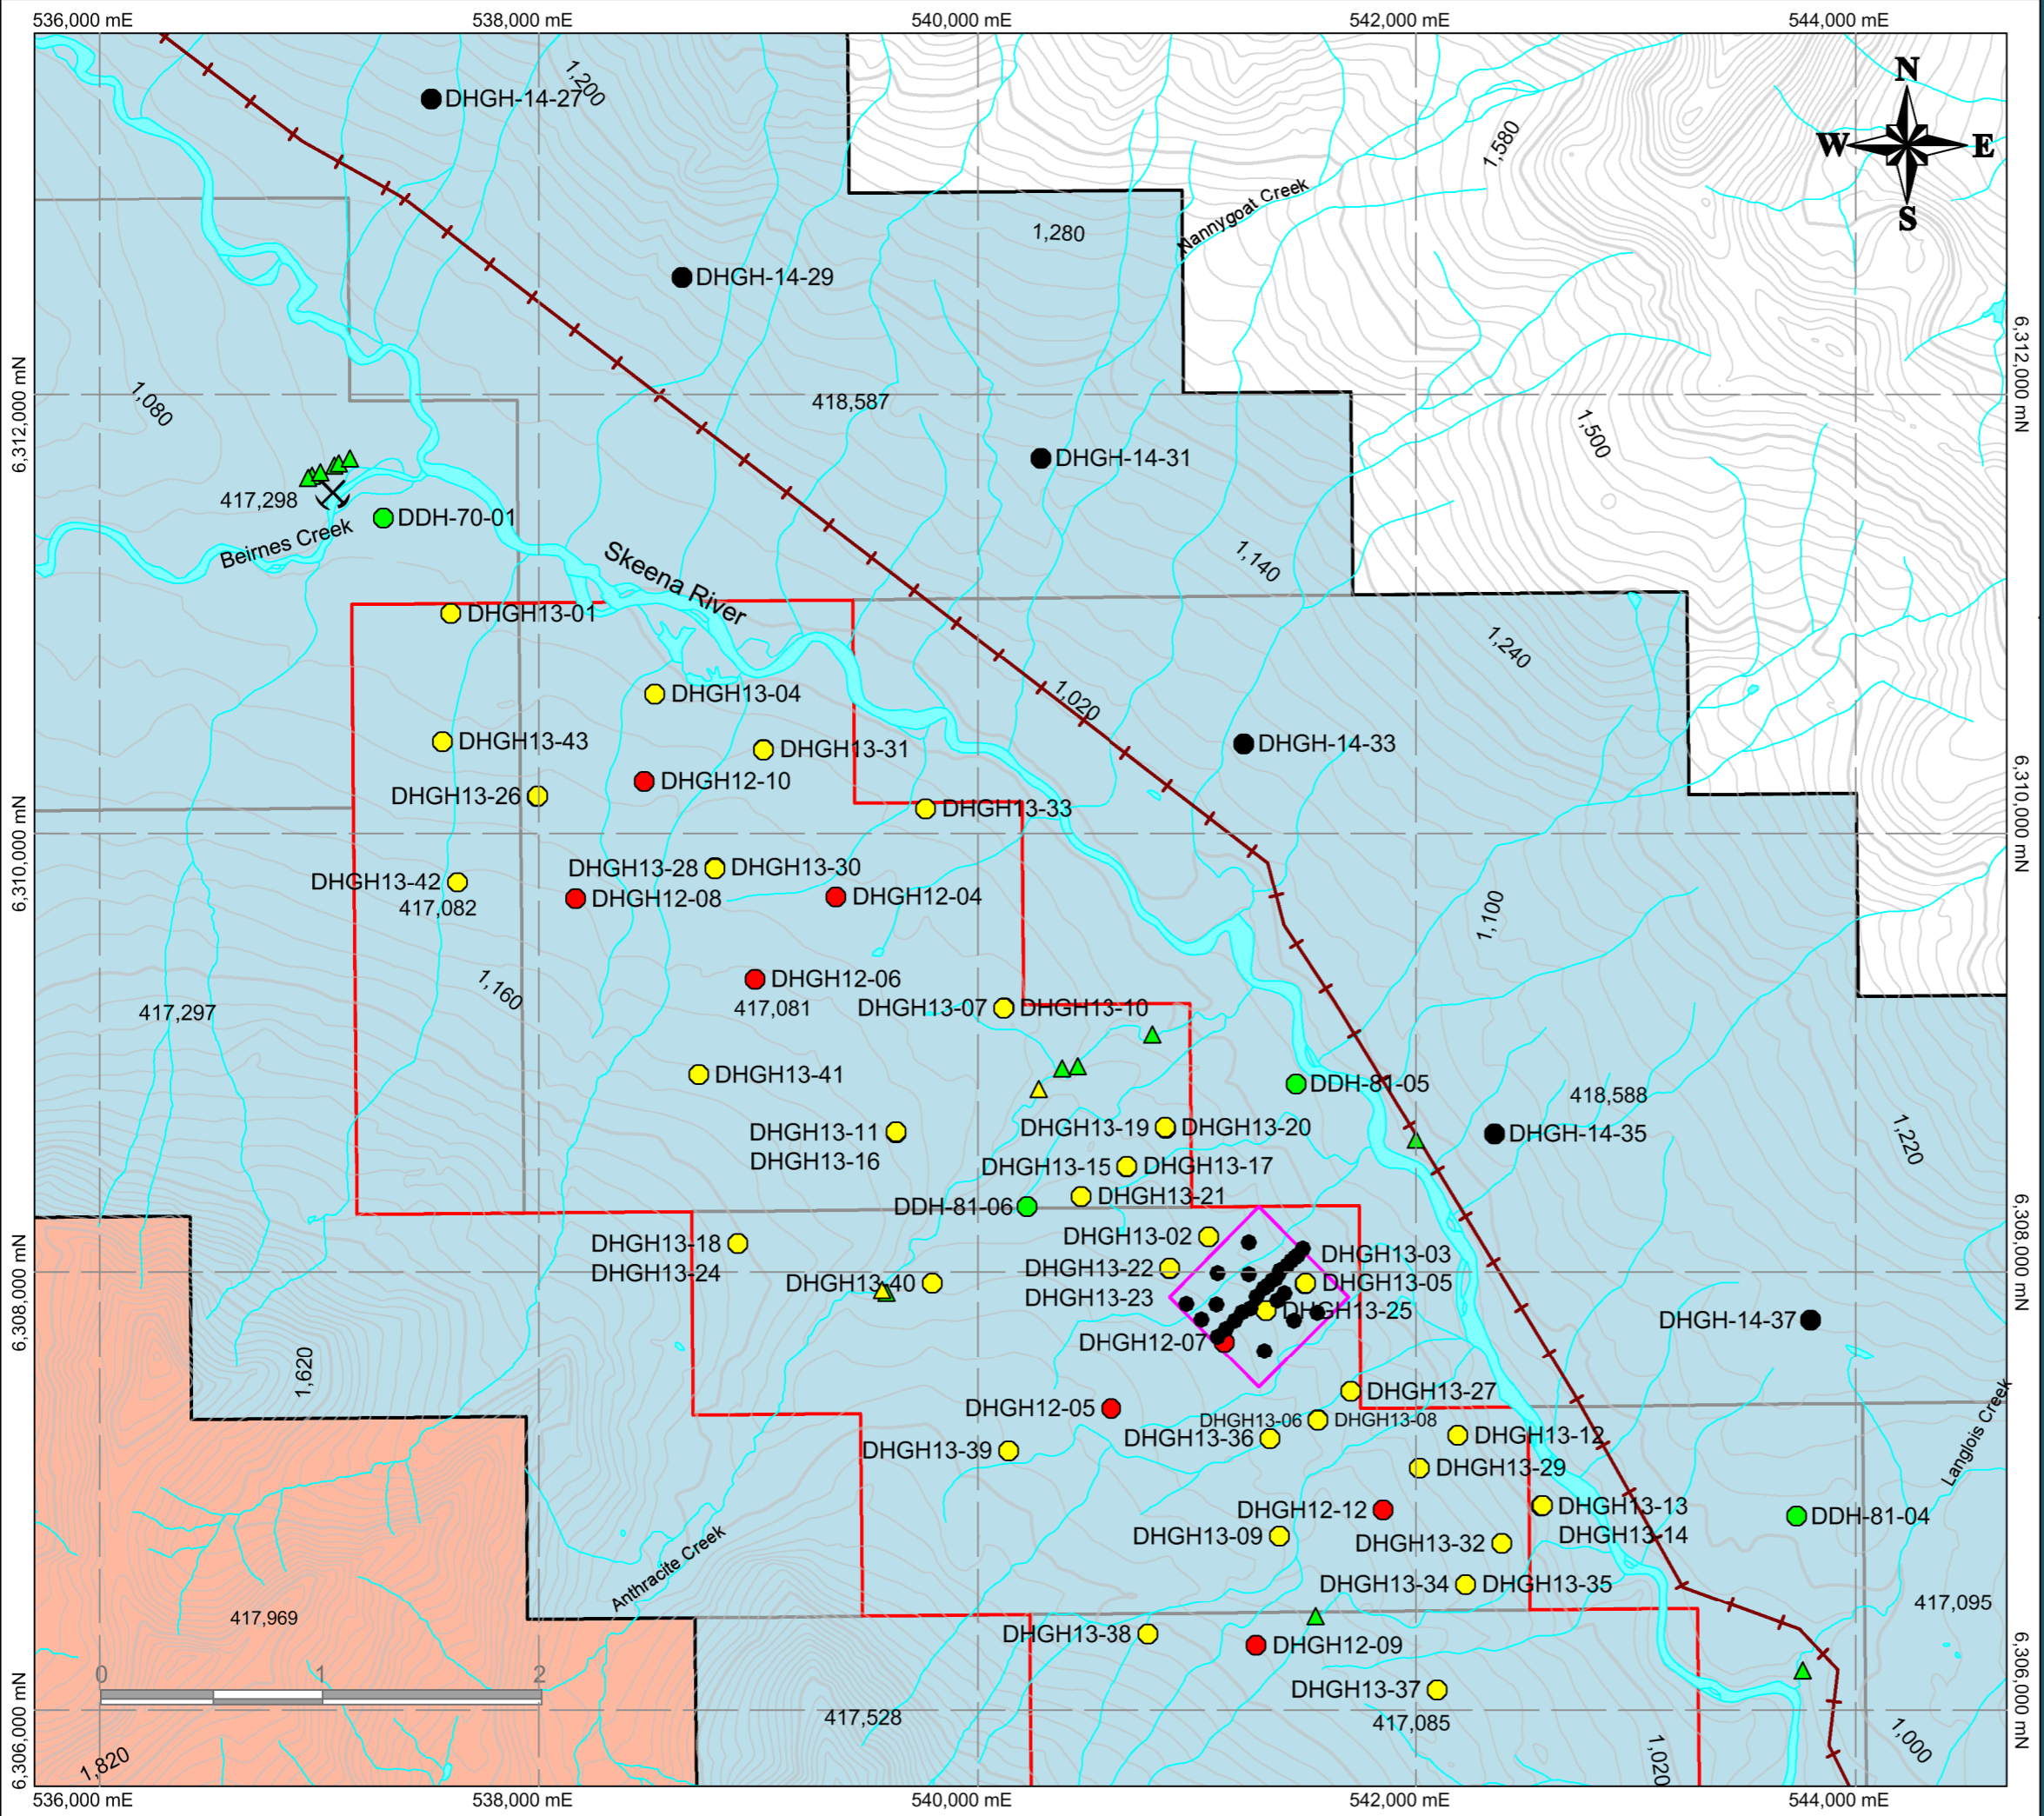 536,000 mE
538,000 mE
540,000 mE
542,000 mE
544,000 mE
N
W
E
S
1,200
DHGH-14-27
1,580
Nannygoat Creek
1,280
DHGH-14-29
6,312,000 mN
6,312,000 mN
1,080
418,587
1,500
DHGH-14-31
417,298
DDH-70-01
Beirnes Creek
Skeena River
1,140
DHGH13-01
1,240
DHGH13-04
1,020
DHGH13-43
DHGH13-31
DHGH-14-33
DHGH12-10
DHGH13-26
DHGH13-33
6,310,000 mN
6,310,000 mN
DHGH13-28
DHGH13-30
DHGH13-42
DHGH12-08
DHGH12-04
417,082
1,100
DHGH12-06
1,160
417,297
417,081
DHGH13-07
DHGH13-10
DHGH13-41
DDH-81-05
418,588
DHGH13-11
DHGH13-19
DHGH13-20
DHGH-14-35
1,220
DHGH13-16
DHGH13-15
DHGH13-17
DHGH13-21
DDH-81-06
DHGH13-02
DHGH13-18
DHGH13-03
DHGH13-24
DHGH13-22
6,308,000 mN
6,308,000 mN
DHGH13-40
DHGH13-05
DHGH13-23
DHGH13-25
DHGH-14-37
DHGH12-07
1,620
DHGH13-27
DHGH12-05
DHGH13-06
DHGH13-08
DHGH13-39
DHGH13-36
DHGH13-12
Langlois Creek
DHGH13-29
DHGH12-12
DHGH13-13
DDH-81-04
DHGH13-09
DHGH13-32
DHGH13-14
Anthracite Creek
DHGH13-34
DHGH13-35
417,969
417,095
DHGH13-38
DHGH12-09
0
1
2
DHGH13-37
6,306,000 mN
6,306,000 mN
417,528
417,085
1,820
1,020
1,000
536,000 mE
538,000 mE
540,000 mE
542,000 mE
544,000 mE